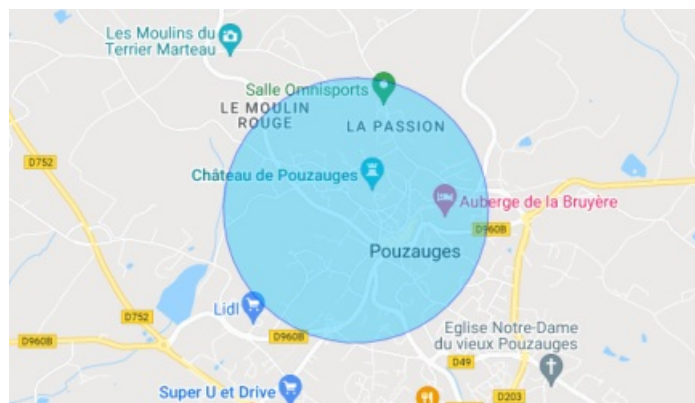 Les Moulins du
Terrier Marteau
Salle Omnisports
LE MOULIN
ROUGE
LA PASSION
D752
Château de Pouzauges
Auberge de la Bruyère
D960B
Pouzauges
Lidl
D752
D960B
D960B
Eglise Notre-Dame
du vieux Pouzauges
D49
Super U et Drive
D203